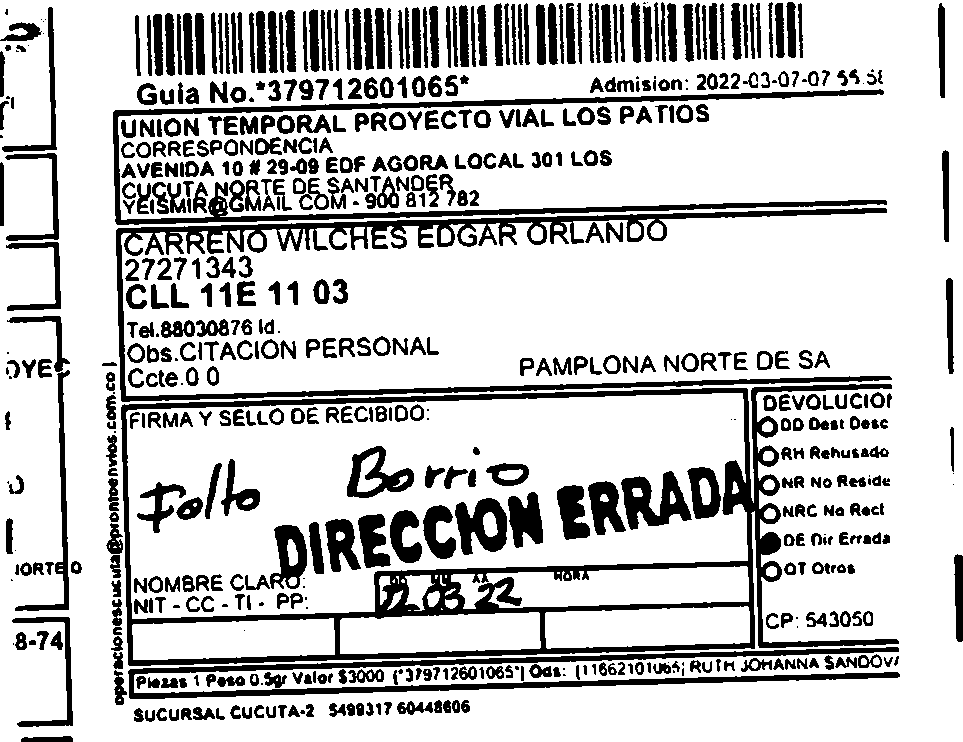 Guia No.*379712601065*
Admision: 2022-03-07-07 55.58
UNION TEMPORAL PROYECTO VIAL LOS PATIOS
CORRESPONDENCIA
AVENIDA 10 # 29-09 EDF AGORA LOCAL 301 LOS
CUCUTA NORTE DE SANTANDER
YEISMIR@GMAIL COM - 900 812 782
CARRENO WILCHES EDGAR ORLANDO
27271343
CLL 11E 11 03
Tel.88030876 Id.
Obs.CITACION PERSONAL
Ccte.0 0
PAMPLONA NORTE DE SA
operacionescucuta@prontoenvios.com.co
FIRMA Y SELLO DE RECIBIDO:
Falta Barrio
DIRECCION ERRADA
NOMBRE CLARO:
NIT - CC - TI - PP:
DD MM AA HORA
03 22
DEVOLUCION
DD Dest Desc
RH Rehusado
NR No Reside
NRC No Recl
DE Dir Errada
OT Otros
CP: 543050
Piezas 1 Peso 0.5gr Valor $3000 [*379712601065*] Ods: [11662101065] RUTH JOHANNA SANDOVA
SUCURSAL CUCUTA-2 5499317 60448606
OYEC
NORTE D
8-74